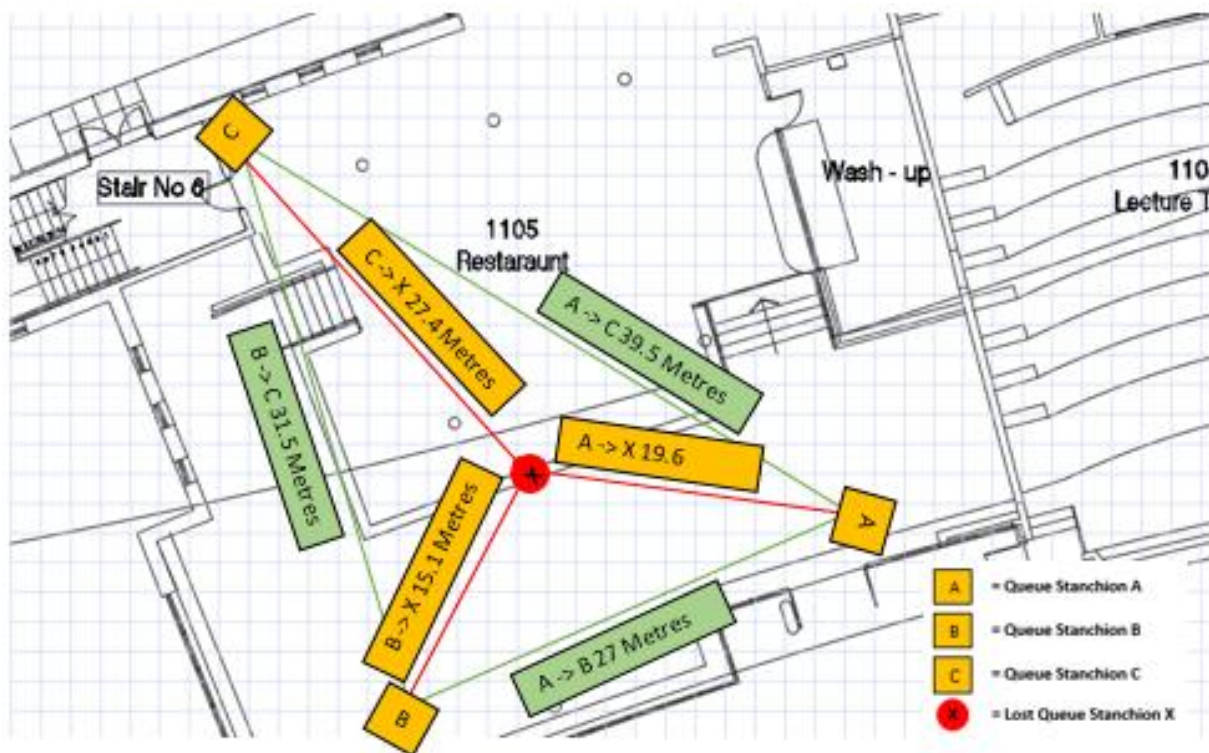 C
Stair No 6
Wash - up
110
Lecture T
1105
Restaraunt
C -> X 27.4 Metres
A -> C 39.5 Metres
B -> C 31.5 Metres
A -> X 19.6
X
A
B -> X 15.1 Metres
A -> B 27 Metres
B
A = Queue Stanchion A
B = Queue Stanchion B
C = Queue Stanchion C
X = Lost Queue Stanchion X